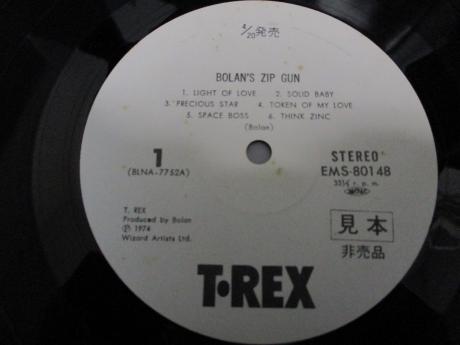 4/20発売
BOLAN'S ZIP GUN
1. LIGHT OF LOVE 2. SOLID BABY
3. PRECIOUS STAR 4. TOKEN OF MY LOVE
5. SPACE BOSS 6. THINK ZINC
(Bolan)
1
(BLNA-7752A)
STEREO
EMS-80148
33⅓ r. p. m.
T. REX
Produced by Bolan
Ⓟ 1974
Wizard Artists Ltd.
見本
非売品
T•REX